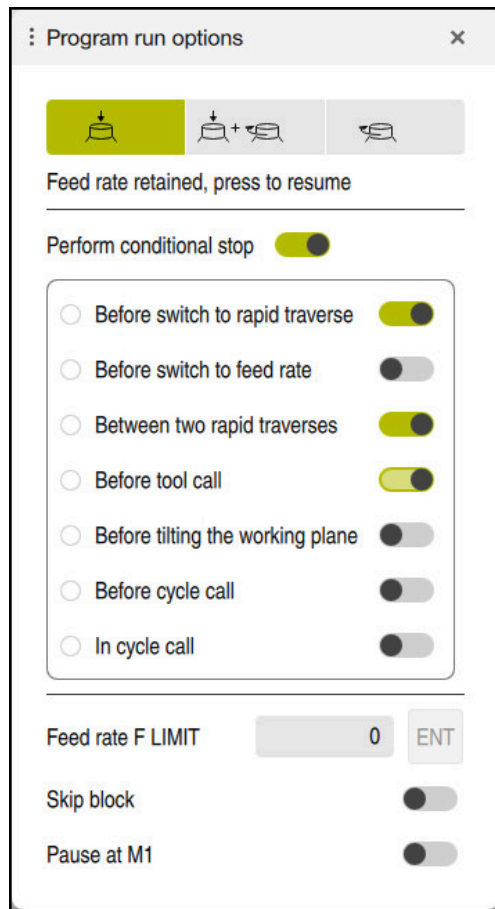 Program run options
Feed rate retained, press to resume
Perform conditional stop
Before switch to rapid traverse
Before switch to feed rate
Between two rapid traverses
Before tool call
Before tilting the working plane
Before cycle call
In cycle call
Feed rate F LIMIT 0 ENT
Skip block
Pause at M1